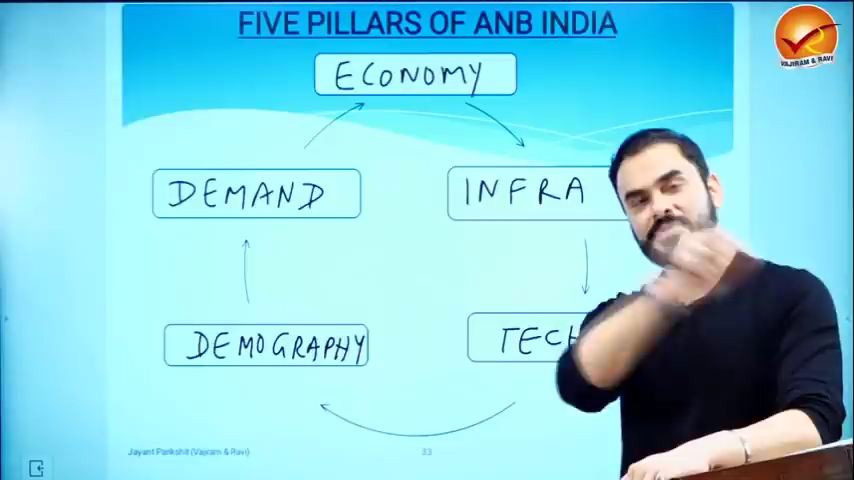 FIVE PILLARS OF ANB INDIA
VAJIRAM & RAVI
ECONOMY
DEMAND
INFRA
DEMOGRAPHY
TECH
Jayant Parikshit (Vajiram & Ravi)
33